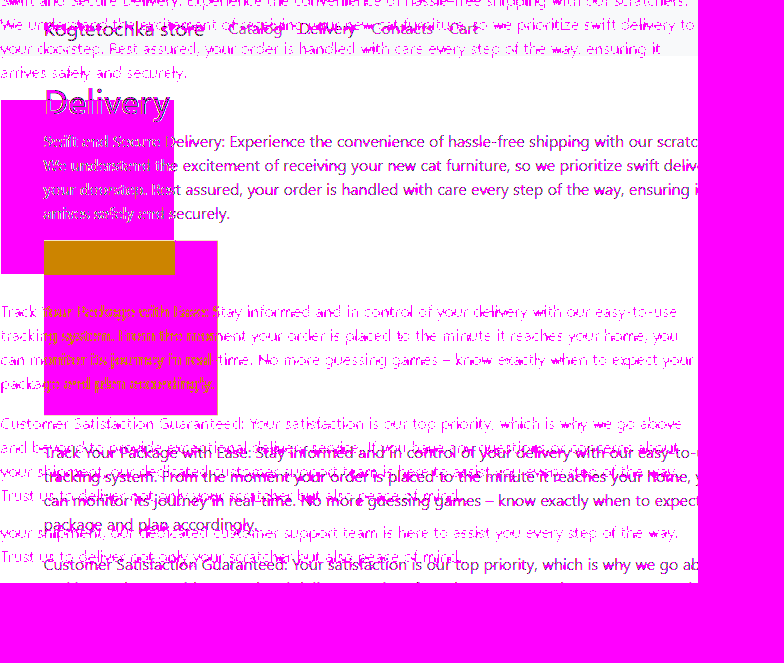 Swift and Secure Delivery: Experience the convenience of hassle-free shipping with our scratchers.
We understand the excitement of receiving your new cat furniture, so we prioritize swift delivery to
Kogtetochka store Catalog Delivery Contacts Cart
your doorstep. Rest assured, your order is handled with care every step of the way, ensuring it
arrives safely and securely.
Delivery
Swift and Secure Delivery: Experience the convenience of hassle-free shipping with our scratc
We understand the excitement of receiving your new cat furniture, so we prioritize swift deliv
your doorstep. Rest assured, your order is handled with care every step of the way, ensuring i
arrives safely and securely.
Track Your Package with Ease: Stay informed and in control of your delivery with our easy-to-use
tracking system. From the moment your order is placed to the minute it reaches your home, you
can monitor its journey in real-time. No more guessing games – know exactly when to expect your
package and plan accordingly.
Customer Satisfaction Guaranteed: Your satisfaction is our top priority, which is why we go above
and beyond to provide exceptional delivery service. If you have any questions or concerns about
Track Your Package with Ease: Stay informed and in control of your delivery with our easy-to-
your shipment, our dedicated customer support team is here to assist you every step of the way.
tracking system. From the moment your order is placed to the minute it reaches your home, y
Trust us to deliver not only your scratcher but also peace of mind.
can monitor its journey in real-time. No more guessing games – know exactly when to expect
package and plan accordingly.
your shipment, our dedicated customer support team is here to assist you every step of the way.
Trust us to deliver not only your scratcher but also peace of mind.
Customer Satisfaction Guaranteed: Your satisfaction is our top priority, which is why we go ab